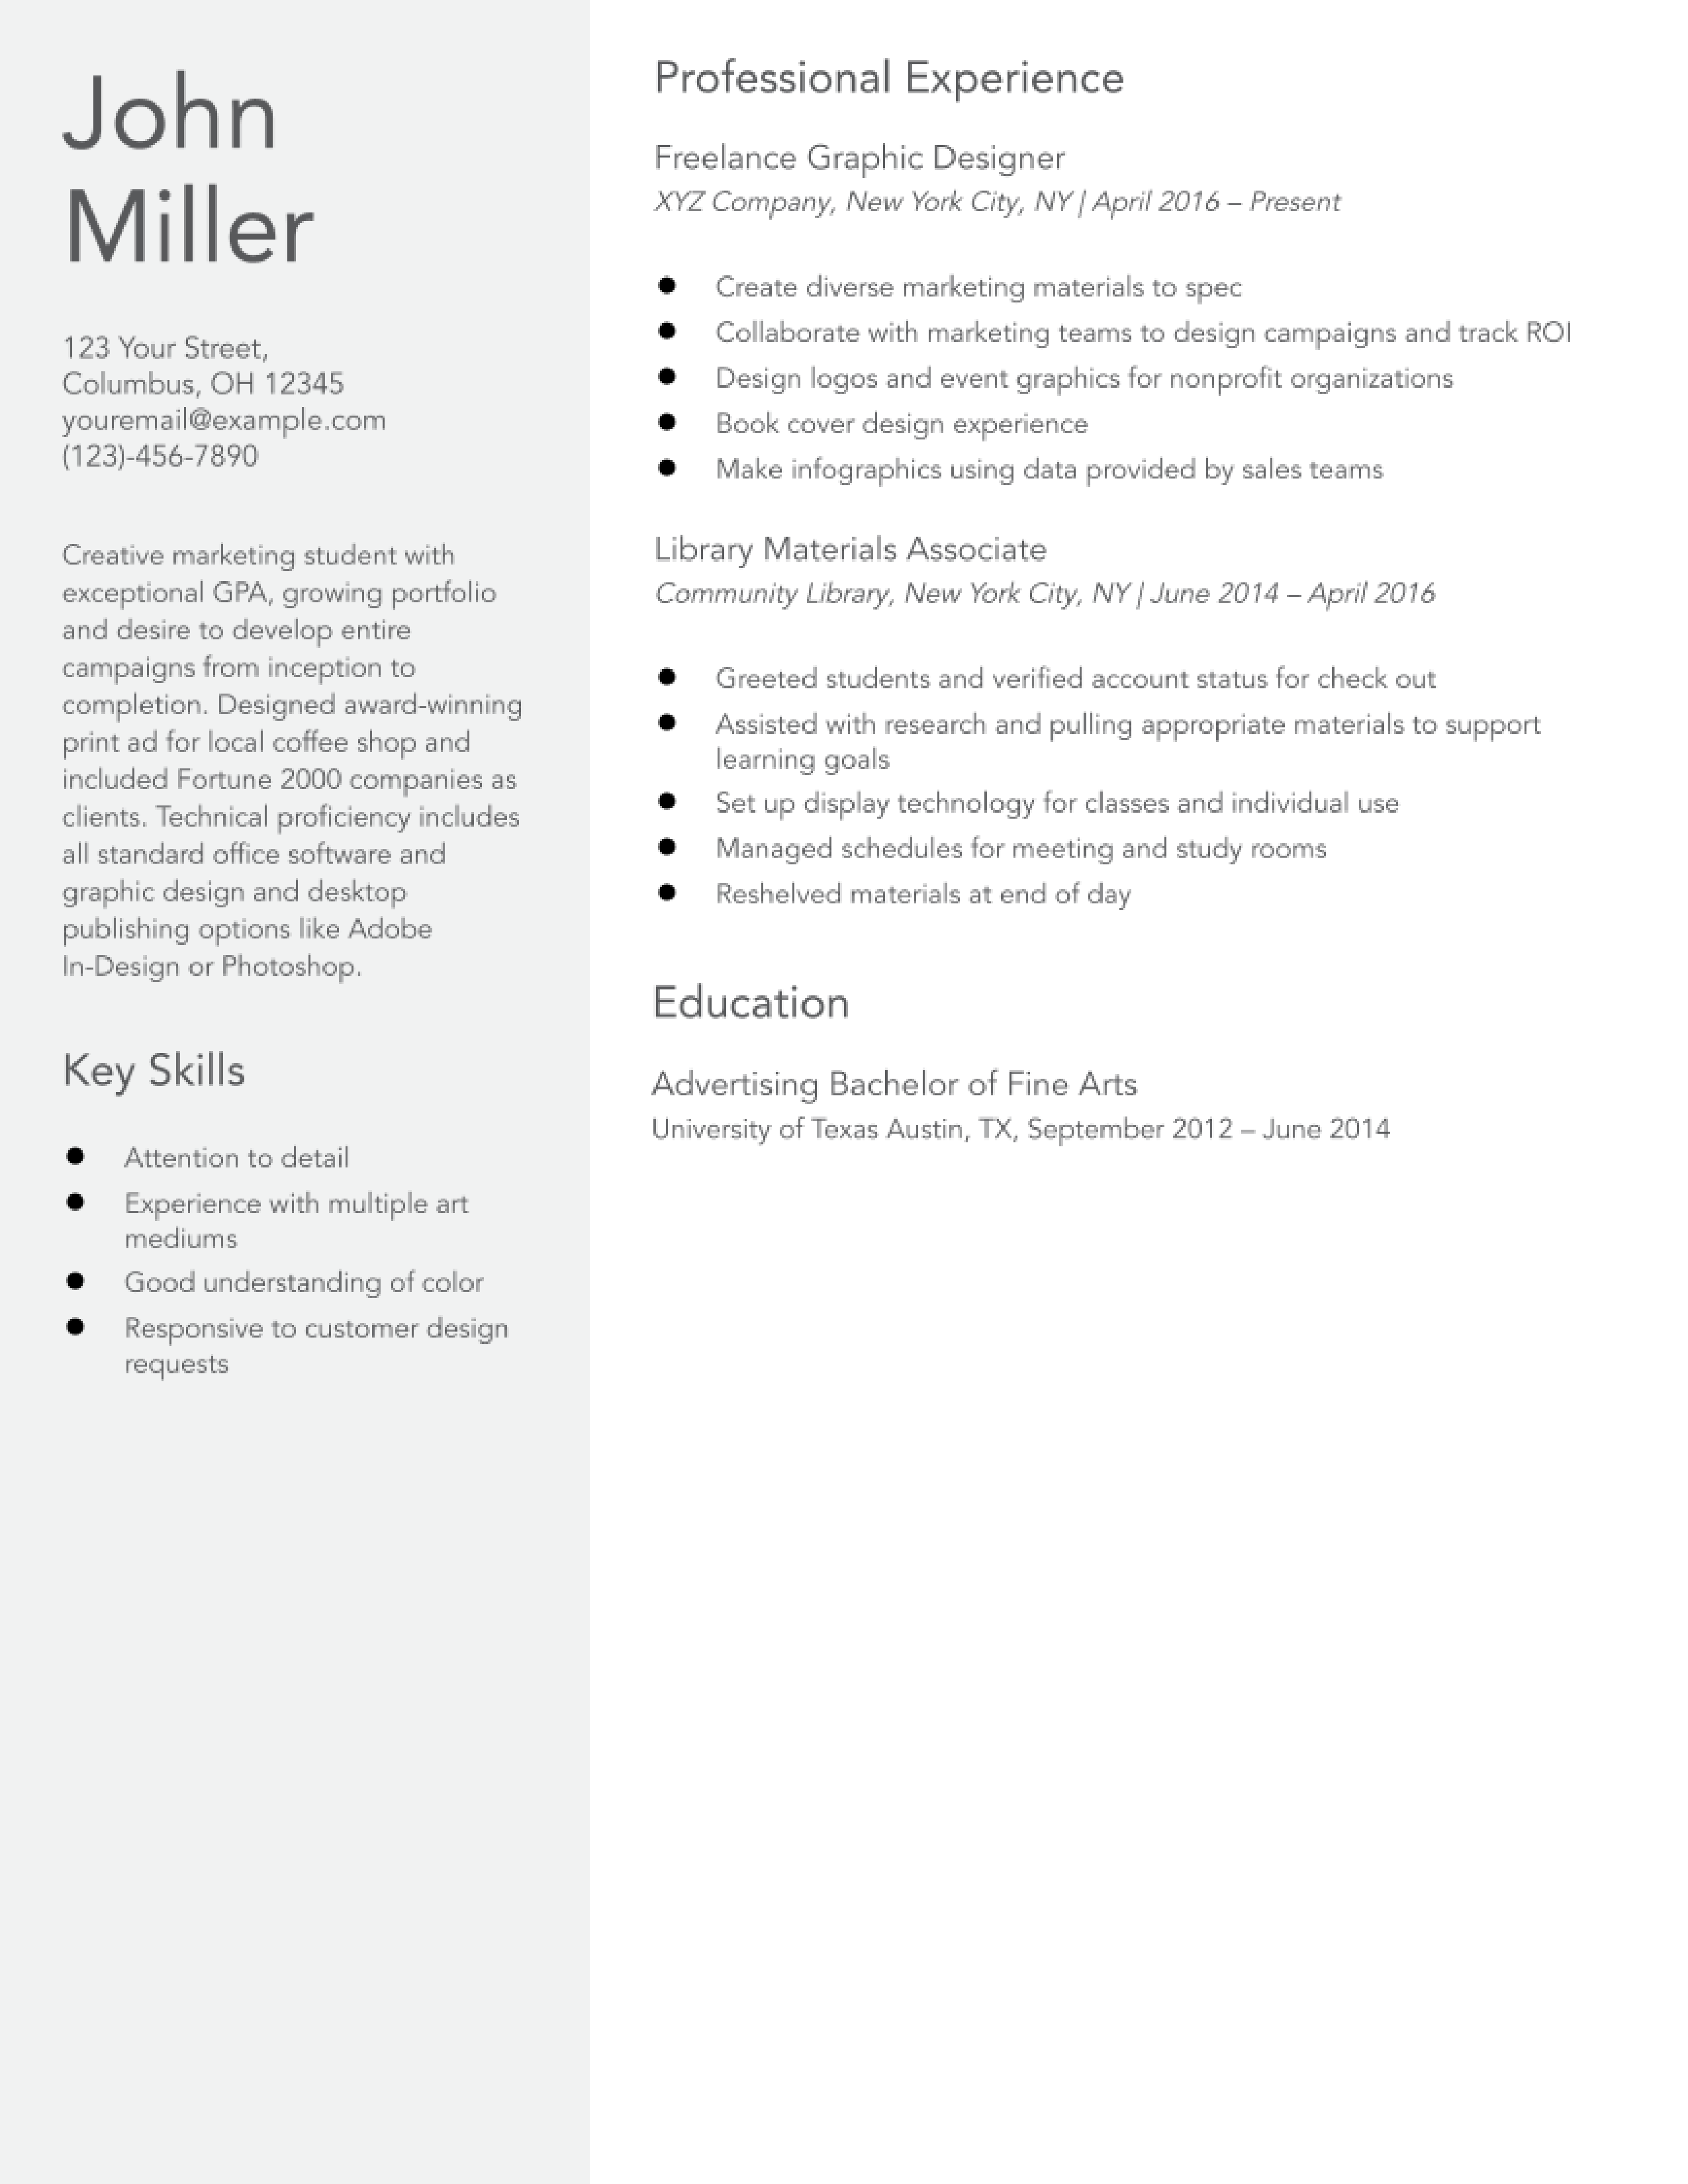 John
Miller
123 Your Street,
Columbus, OH 12345
youremail@example.com
(123)-456-7890
Creative marketing student with
exceptional GPA, growing portfolio
and desire to develop entire
campaigns from inception to
completion. Designed award-winning
print ad for local coffee shop and
included Fortune 2000 companies as
clients. Technical proficiency includes
all standard office software and
graphic design and desktop
publishing options like Adobe
In-Design or Photoshop.
Key Skills
● Attention to detail
● Experience with multiple art
mediums
● Good understanding of color
● Responsive to customer design
requests
Professional Experience
Freelance Graphic Designer
XYZ Company, New York City, NY | April 2016 – Present
● Create diverse marketing materials to spec
● Collaborate with marketing teams to design campaigns and track ROI
● Design logos and event graphics for nonprofit organizations
● Book cover design experience
● Make infographics using data provided by sales teams
Library Materials Associate
Community Library, New York City, NY | June 2014 – April 2016
● Greeted students and verified account status for check out
● Assisted with research and pulling appropriate materials to support
learning goals
● Set up display technology for classes and individual use
● Managed schedules for meeting and study rooms
● Reshelved materials at end of day
Education
Advertising Bachelor of Fine Arts
University of Texas Austin, TX, September 2012 – June 2014